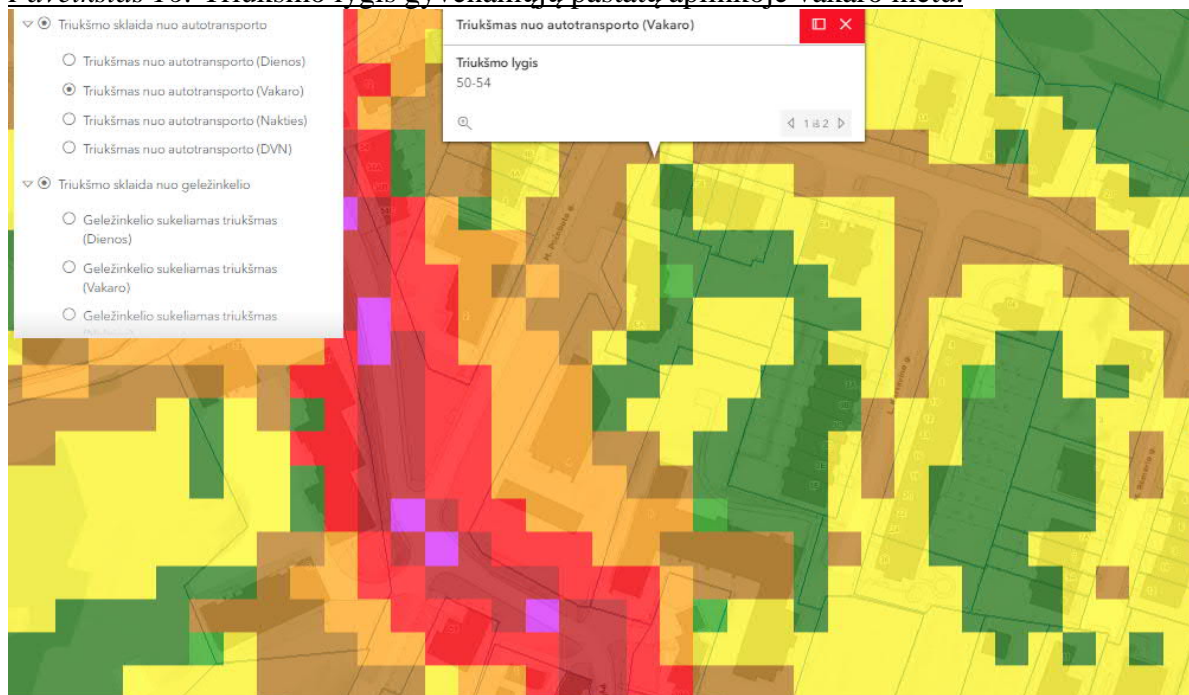 Paveikslas Triukšmo lygis gyvenamųjų pastatų aplinkoje vakaro metu.
Triukšmo sklaida nuo autotransporto
Triukšmas nuo autotransporto (Dienos)
Triukšmas nuo autotransporto (Vakaro)
Triukšmas nuo autotransporto (Nakties)
Triukšmas nuo autotransporto (DVN)
Triukšmo sklaida nuo geležinkelio
Geležinkelio sukeliamas triukšmas
(Dienos)
Geležinkelio sukeliamas triukšmas
(Vakaro)
Geležinkelio sukeliamas triukšmas
Triukšmas nuo autotransporto (Vakaro)
Triukšmo lygis
50-54
1 iš 2